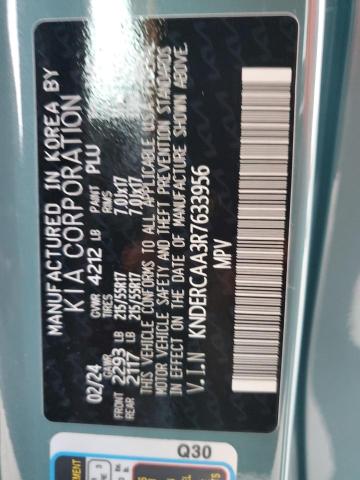 MANUFACTURED IN KOREA BY
KIA CORPORATION
02/24 GVWR 4212 LB PAINT PLU
GAWR TIRES RIMS
FRONT 2293 LB 215/55R17 7.0Jx17
REAR 2117 LB 215/55R17 7.0Jx17
THIS VEHICLE CONFORMS TO ALL APPLICABLE U.S.
MOTOR VEHICLE SAFETY AND THEFT PREVENTION STANDARDS
IN EFFECT ON THE DATE OF MANUFACTURE SHOWN ABOVE.
V.I.N KNDERCAA3R7633956
MPV
Q30